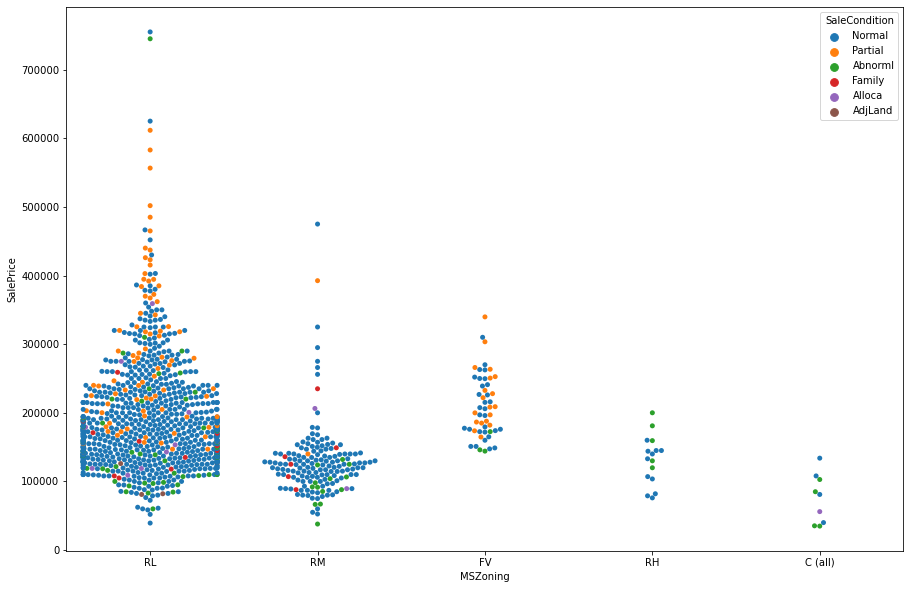 SaleCondition
Normal
Partial
Abnorml
Family
Alloca
AdjLand
700000
600000
500000
400000
300000
200000
100000
0
SalePrice
RL RM FV RH C (all)
MSZoning